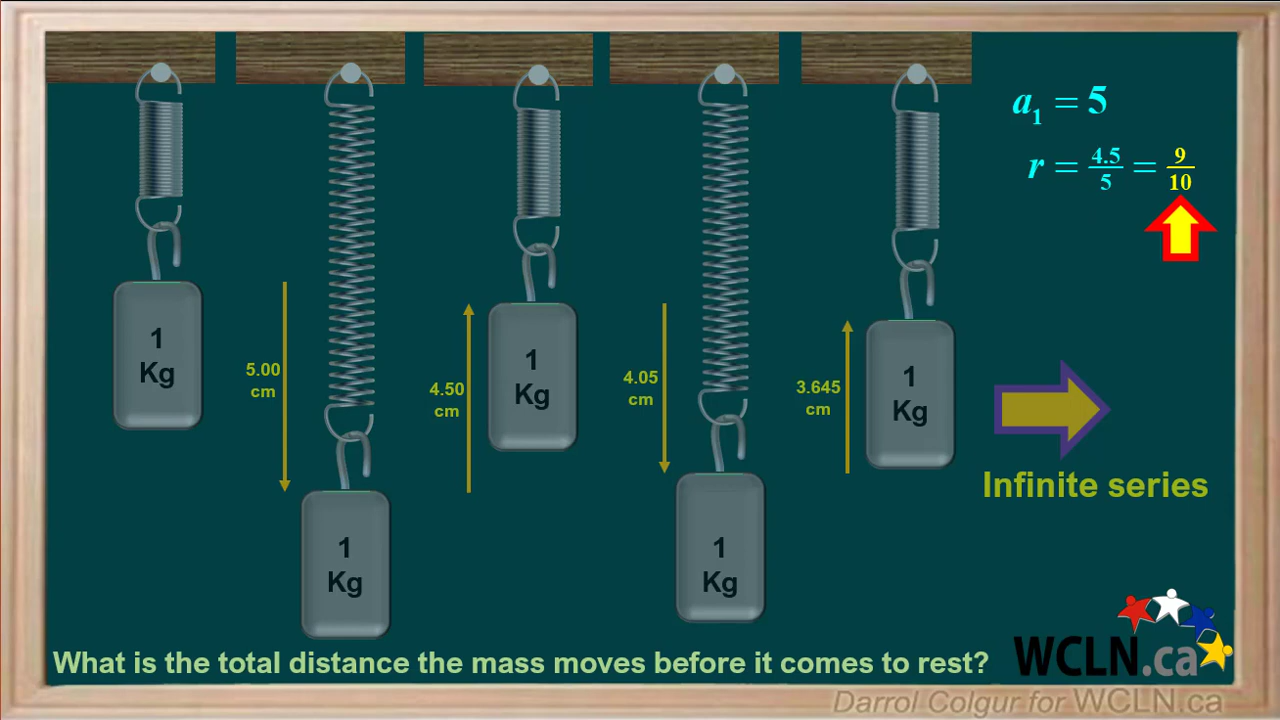 a₁ = 5
r = 4.5/5 = 9/10
1
Kg
5.00
cm
1
Kg
4.50
cm
1
Kg
4.05
cm
1
Kg
3.645
cm
1
Kg
Infinite series
What is the total distance the mass moves before it comes to rest?
WCLN.ca
Darrol Colgur for WCLN.ca